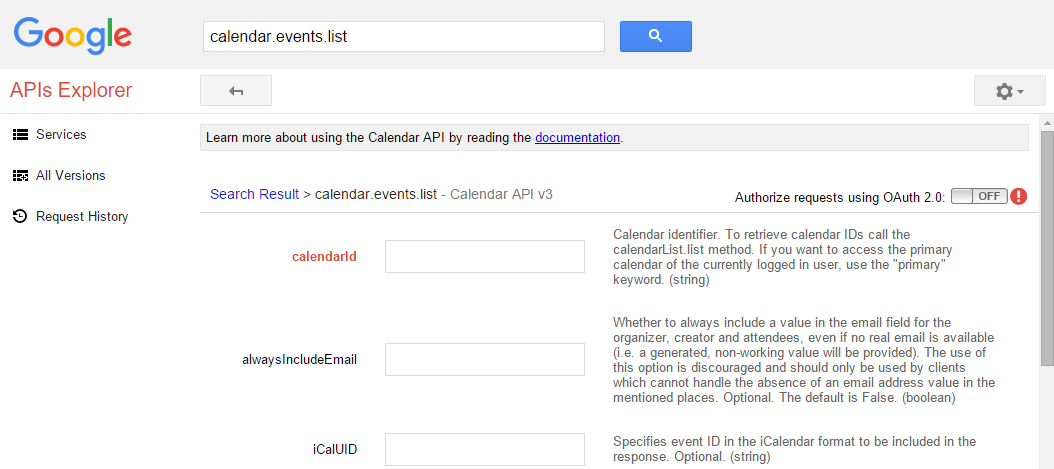 Google
calendar.events.list
APIs Explorer
Services
All Versions
Request History
Learn more about using the Calendar API by reading the documentation.
Search Result > calendar.events.list - Calendar API v3
Authorize requests using OAuth 2.0: OFF
calendarId
Calendar identifier. To retrieve calendar IDs call the
calendarList.list method. If you want to access the primary
calendar of the currently logged in user, use the "primary"
keyword. (string)
alwaysIncludeEmail
Whether to always include a value in the email field for the
organizer, creator and attendees, even if no real email is available
(i.e. a generated, non-working value will be provided). The use of
this option is discouraged and should only be used by clients
which cannot handle the absence of an email address value in the
mentioned places. Optional. The default is False. (boolean)
iCalUID
Specifies event ID in the iCalendar format to be included in the
response. Optional. (string)